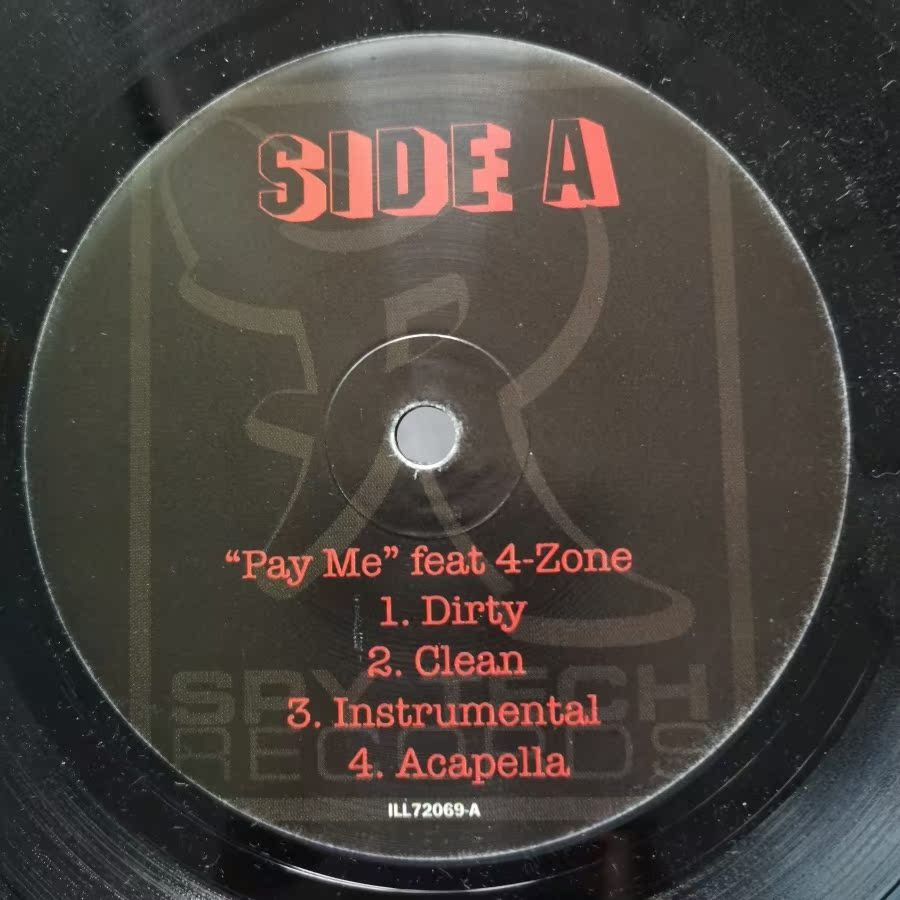 SIDE A
“Pay Me” feat 4-Zone
1. Dirty
2. Clean
SPY TECH
3. Instrumental
RECORDS
4. Acapella
ILL72069-A